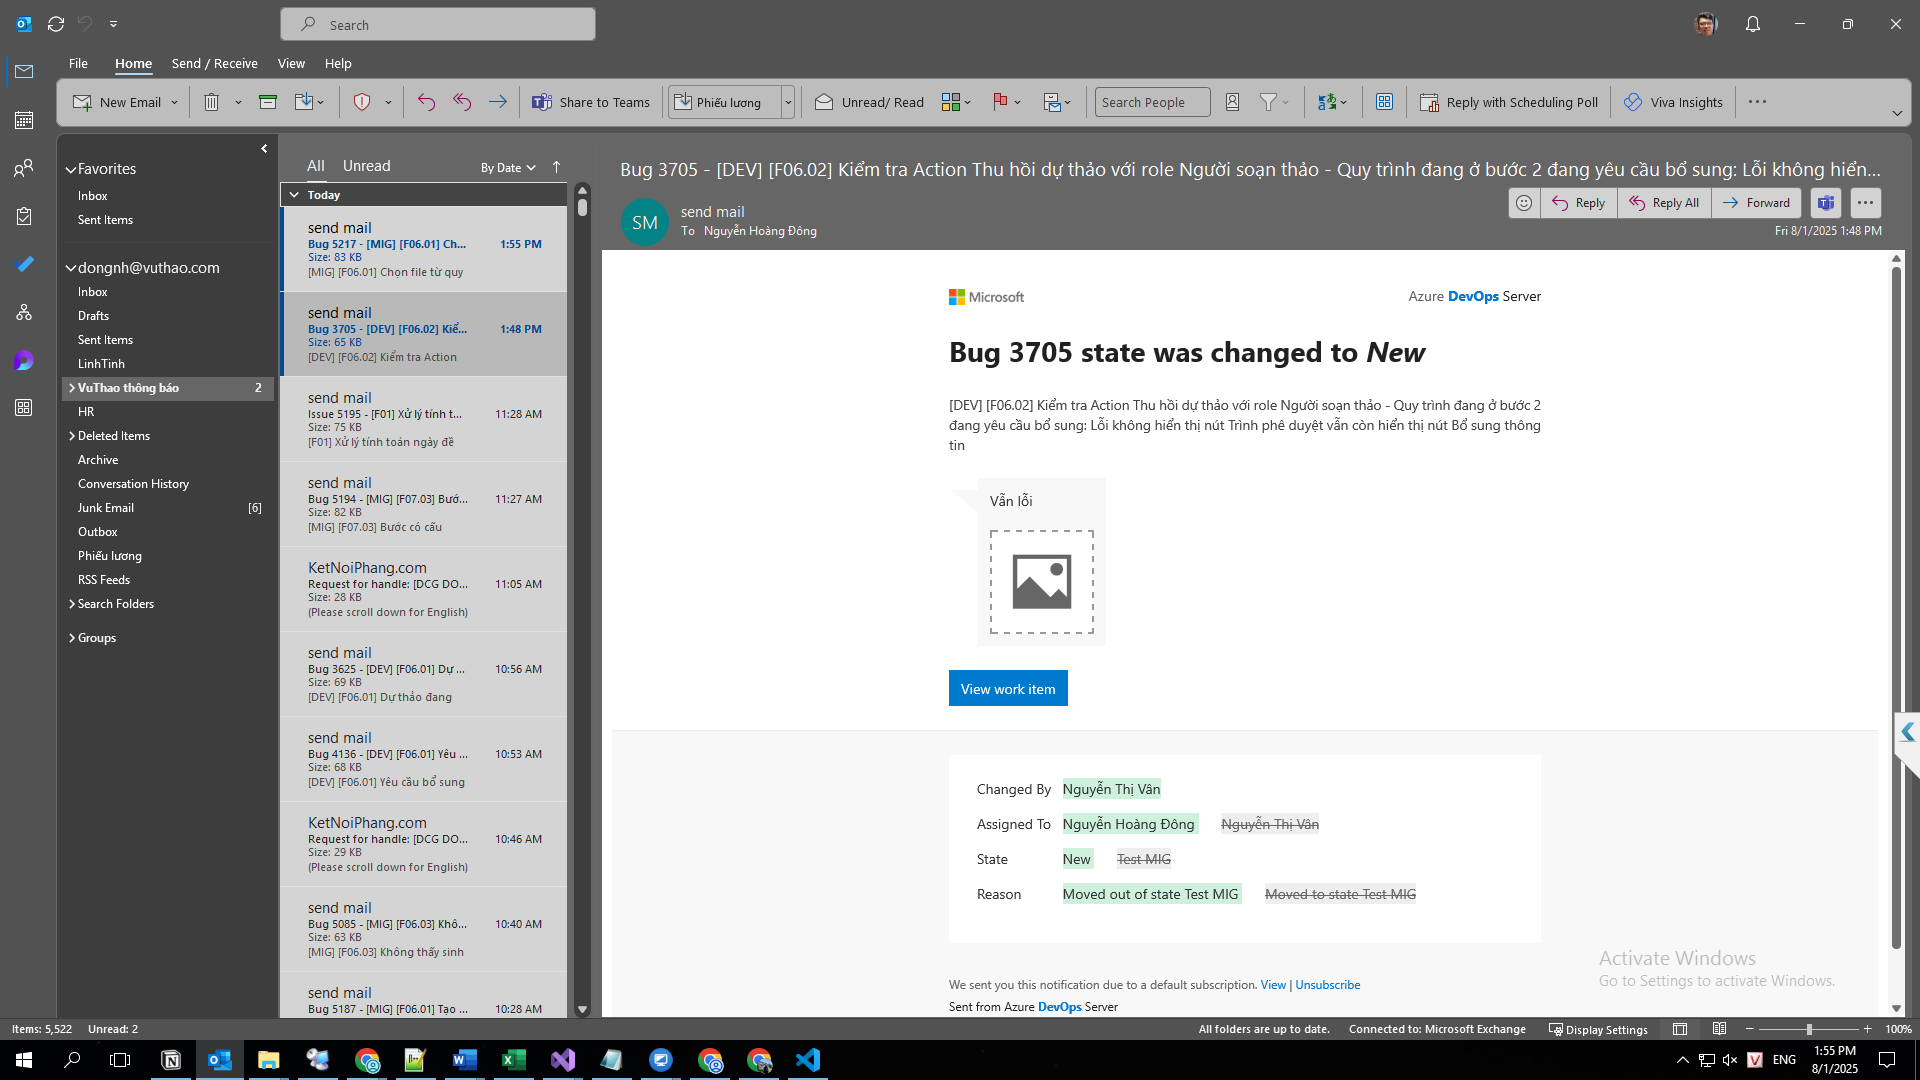 Search
File
Home
Send / Receive
View
Help
New Email
Share to Teams
Phiếu lương
Unread/ Read
Search People
Reply with Scheduling Poll
Viva Insights
Favorites
Inbox
Sent Items
dongnh@vuthao.com
Inbox
Drafts
Sent Items
LinhTinh
VuThao thông báo 2
HR
Deleted Items
Archive
Conversation History
Junk Email [6]
Outbox
Phiếu lương
RSS Feeds
Search Folders
Groups
All Unread By Date
Today
send mail
Bug 5217 - [MIG] [F06.01] Ch... 1:55 PM
Size: 83 KB
[MIG] [F06.01] Chọn file từ quy
send mail
Bug 3705 - [DEV] [F06.02] Kiể... 1:48 PM
Size: 65 KB
[DEV] [F06.02] Kiểm tra Action
send mail
Issue 5195 - [F01] Xử lý tính t... 11:28 AM
Size: 75 KB
[F01] Xử lý tính toán ngày đề
send mail
Bug 5194 - [MIG] [F07.03] Bướ... 11:27 AM
Size: 82 KB
[MIG] [F07.03] Bước có cấu
KetNoiPhang.com
Request for handle: [DCG DO... 11:05 AM
Size: 28 KB
(Please scroll down for English)
send mail
Bug 3625 - [DEV] [F06.01] Dự ... 10:56 AM
Size: 69 KB
[DEV] [F06.01] Dự thảo đang
send mail
Bug 4136 - [DEV] [F06.01] Yêu ... 10:53 AM
Size: 68 KB
[DEV] [F06.01] Yêu cầu bổ sung
KetNoiPhang.com
Request for handle: [DCG DO... 10:46 AM
Size: 29 KB
(Please scroll down for English)
send mail
Bug 5085 - [MIG] [F06.03] Khô... 10:40 AM
Size: 63 KB
[MIG] [F06.03] Không thấy sinh
send mail
Bug 5187 - [MIG] [F06.01] Tạo ... 10:28 AM
Bug 3705 - [DEV] [F06.02] Kiểm tra Action Thu hồi dự thảo với role Người soạn thảo - Quy trình đang ở bước 2 đang yêu cầu bổ sung: Lỗi không hiển...
SM
send mail
To Nguyễn Hoàng Đông
Reply
Reply All
Forward
Fri 8/1/2025 1:48 PM
Microsoft
Azure DevOps Server
Bug 3705 state was changed to New
[DEV] [F06.02] Kiểm tra Action Thu hồi dự thảo với role Người soạn thảo - Quy trình đang ở bước 2
đang yêu cầu bổ sung: Lỗi không hiển thị nút Trình phê duyệt vẫn còn hiển thị nút Bổ sung thông
tin
Vẫn lỗi
View work item
Changed By Nguyễn Thị Vân
Assigned To Nguyễn Hoàng Đông Nguyễn Thị Vân
State New Test MIG
Reason Moved out of state Test MIG Moved to state Test MIG
We sent you this notification due to a default subscription. View | Unsubscribe
Sent from Azure DevOps Server
Activate Windows
Go to Settings to activate Windows.
Items: 5,522 Unread: 2
All folders are up to date. Connected to: Microsoft Exchange Display Settings 100%
ENG
1:55 PM
8/1/2025